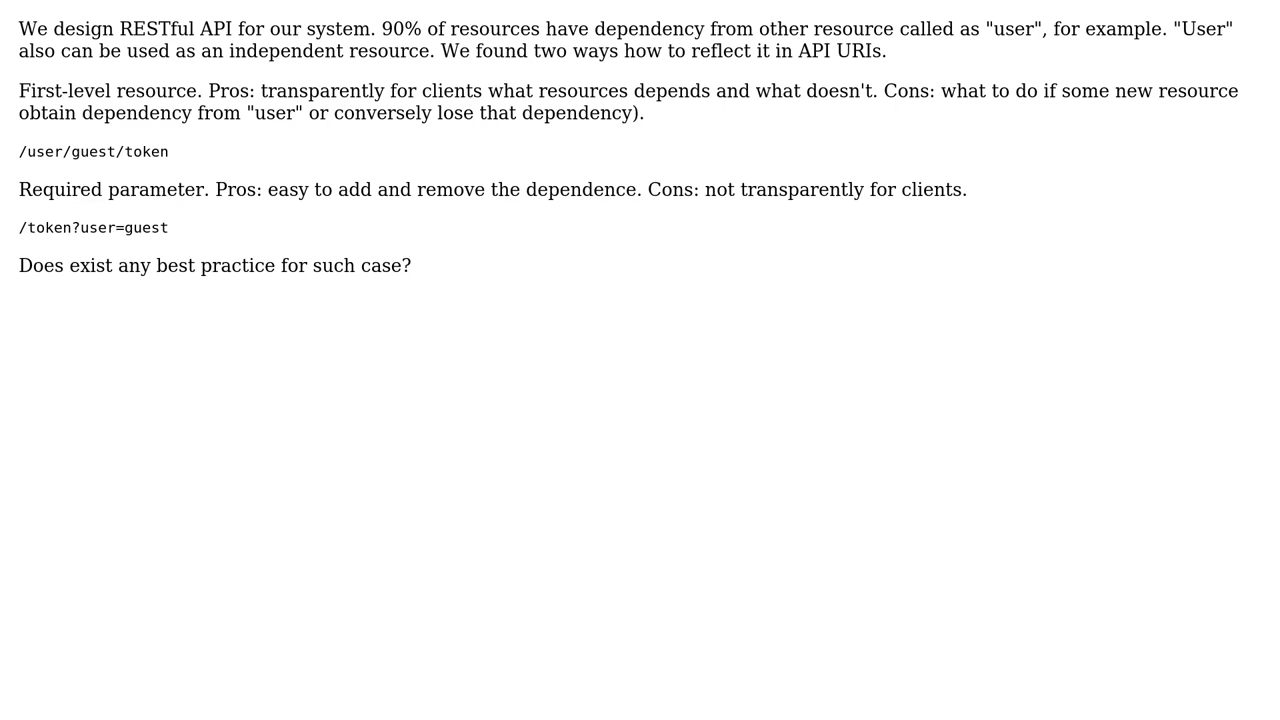 We design RESTful API for our system. 90% of resources have dependency from other resource called as "user", for example. "User"
also can be used as an independent resource. We found two ways how to reflect it in API URIs.
First-level resource. Pros: transparently for clients what resources depends and what doesn't. Cons: what to do if some new resource
obtain dependency from "user" or conversely lose that dependency).
/user/guest/token
Required parameter. Pros: easy to add and remove the dependence. Cons: not transparently for clients.
/token?user=guest
Does exist any best practice for such case?